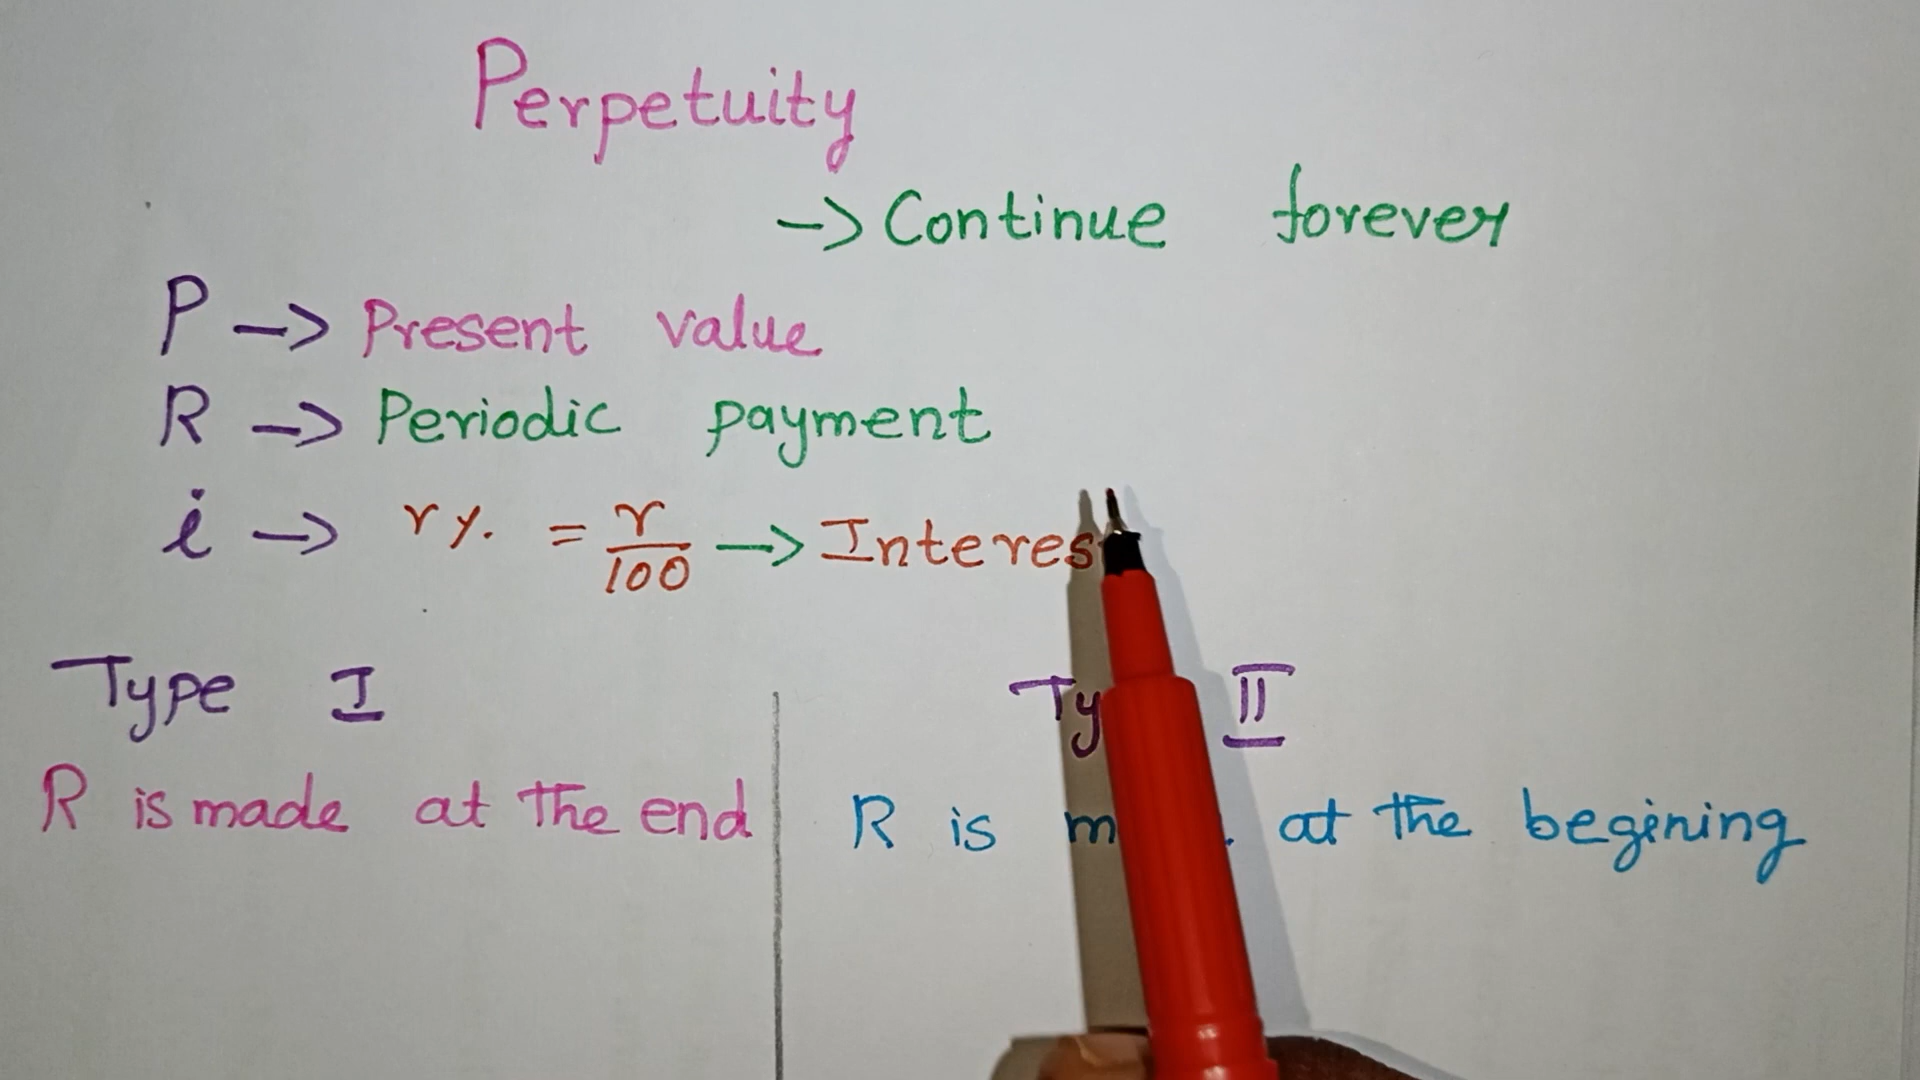 Perpetuity
-> Continue forever
P -> Present value
R -> Periodic payment
i -> r%. = r/100 -> Interes
Type I
R is made at the end
Ty II
R is m at the begining